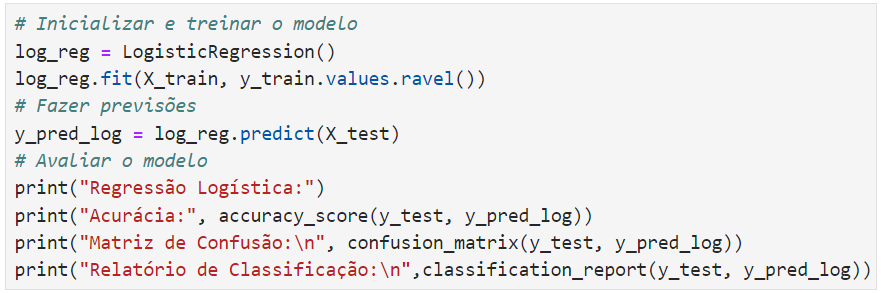 # Inicializar e treinar o modelo
log_reg = LogisticRegression()
log_reg.fit(X_train, y_train.values.ravel())
# Fazer previsões
y_pred_log = log_reg.predict(X_test)
# Avaliar o modelo
print("Regressão Logística:")
print("Acurácia:", accuracy_score(y_test, y_pred_log))
print("Matriz de Confusão:\n", confusion_matrix(y_test, y_pred_log))
print("Relatório de Classificação:\n",classification_report(y_test, y_pred_log))